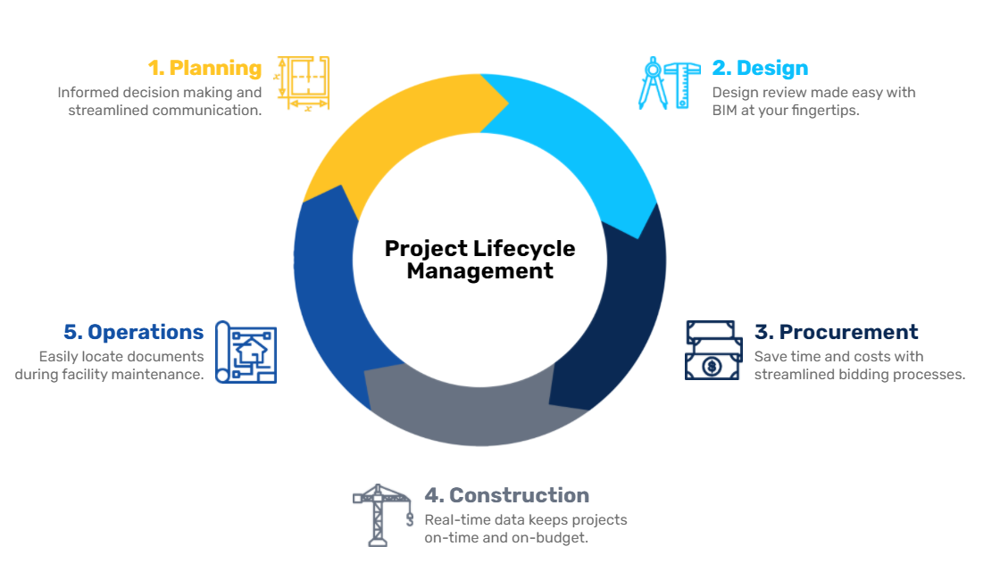 1. Planning
Informed decision making and
streamlined communication.
x
x
2. Design
Design review made easy with
BIM at your fingertips.
Project Lifecycle
Management
5. Operations
Easily locate documents
during facility maintenance.
$
3. Procurement
Save time and costs with
streamlined bidding processes.
4. Construction
Real-time data keeps projects
on-time and on-budget.